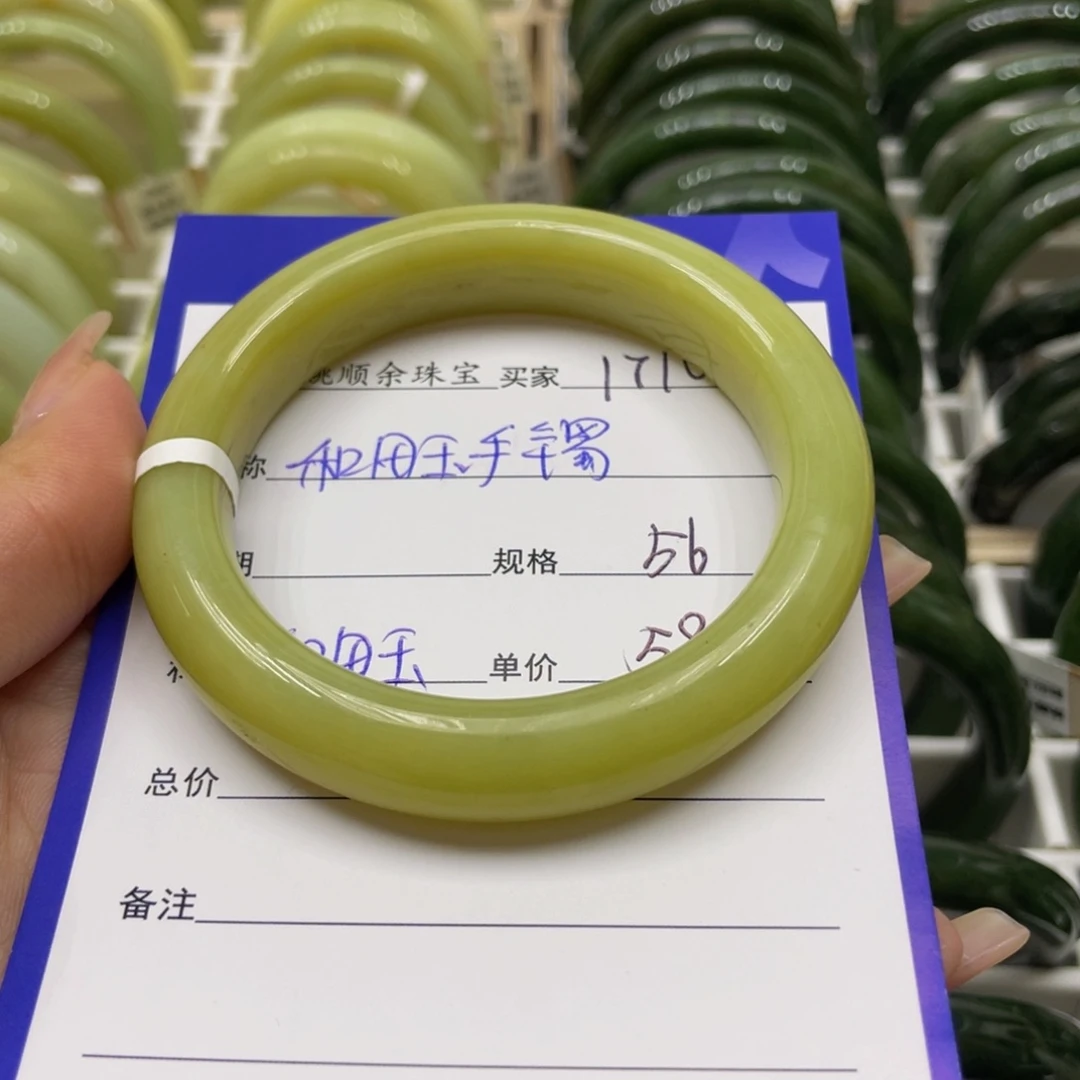 顺余珠宝 买家 171
称 和田玉手镯
规格 56
田玉 单价 58
总价
备注